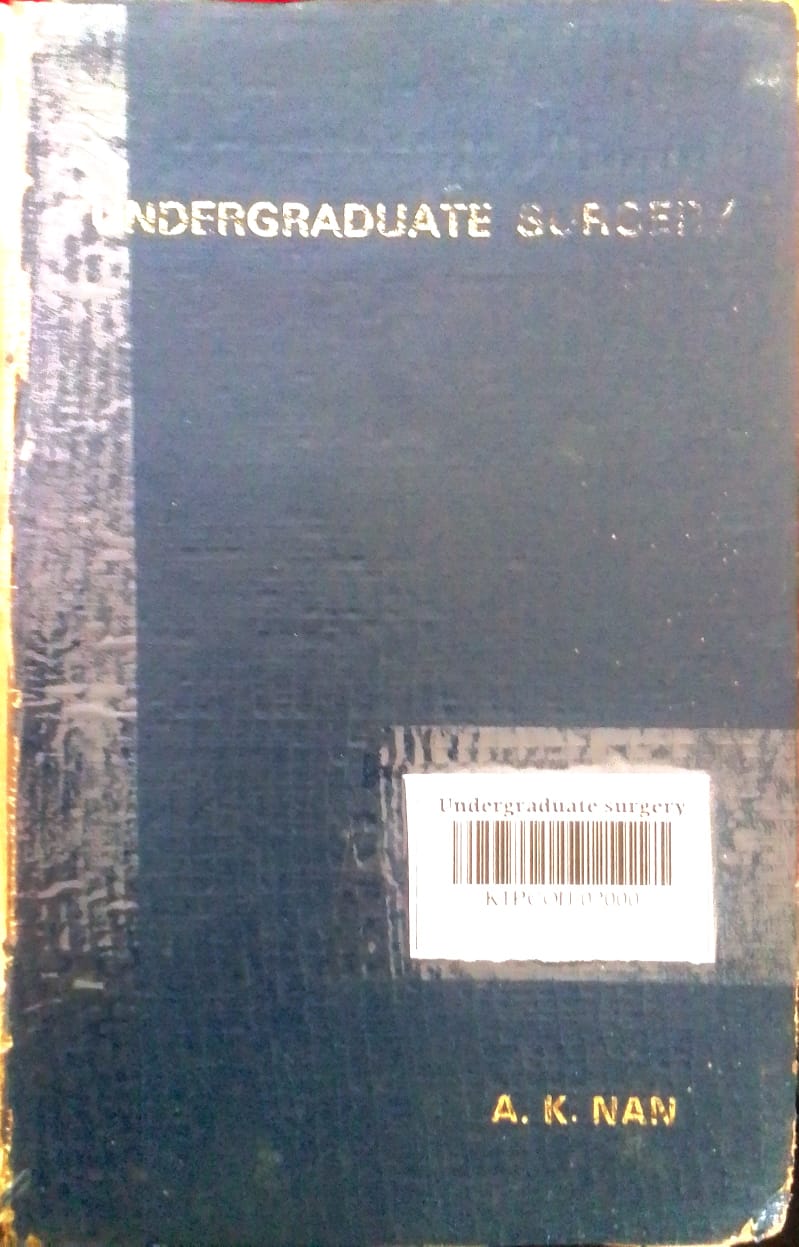 UNDERGRADUATE SURGERY
Undergraduate surgery
A. K. NAN